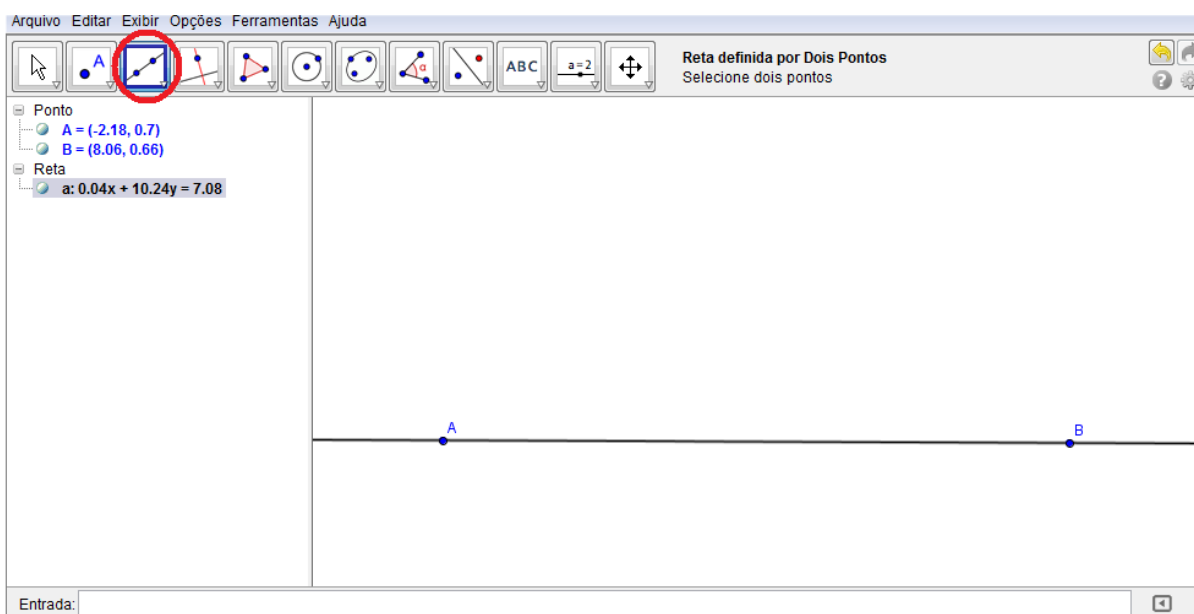 Arquivo Editar Exibir Opções Ferramentas Ajuda
A
α
ABC
a=2
Reta definida por Dois Pontos
Selecione dois pontos
Ponto
A = (-2.18, 0.7)
B = (8.06, 0.66)
Reta
a: 0.04x + 10.24y = 7.08
A
B
Entrada: